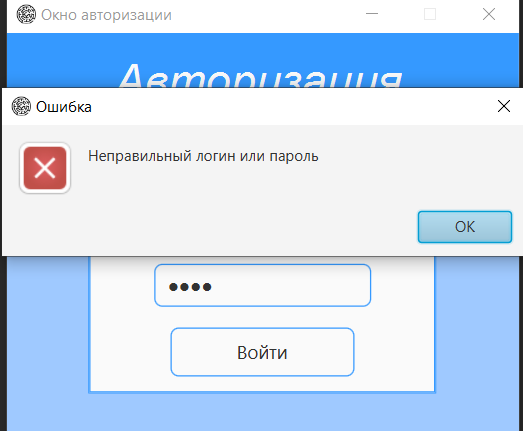 Окно авторизации
Авторизация
Ошибка
Неправильный логин или пароль
OK
Войти